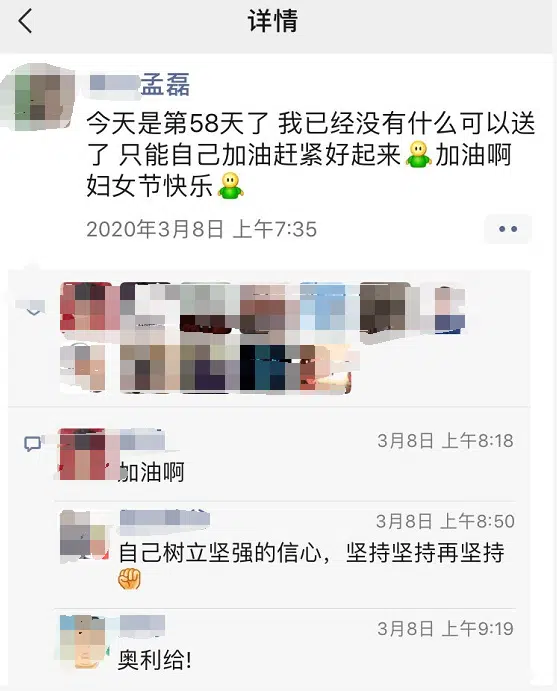 详情
孟磊
今天是第58天了 我已经没有什么可以送
了 只能自己加油赶紧好起来加油啊
妇女节快乐
2020年3月8日 上午7:35
3月8日 上午8:18
加油啊
3月8日 上午8:50
自己树立坚强的信心，坚持坚持再坚持
3月8日 上午9:19
奥利给!